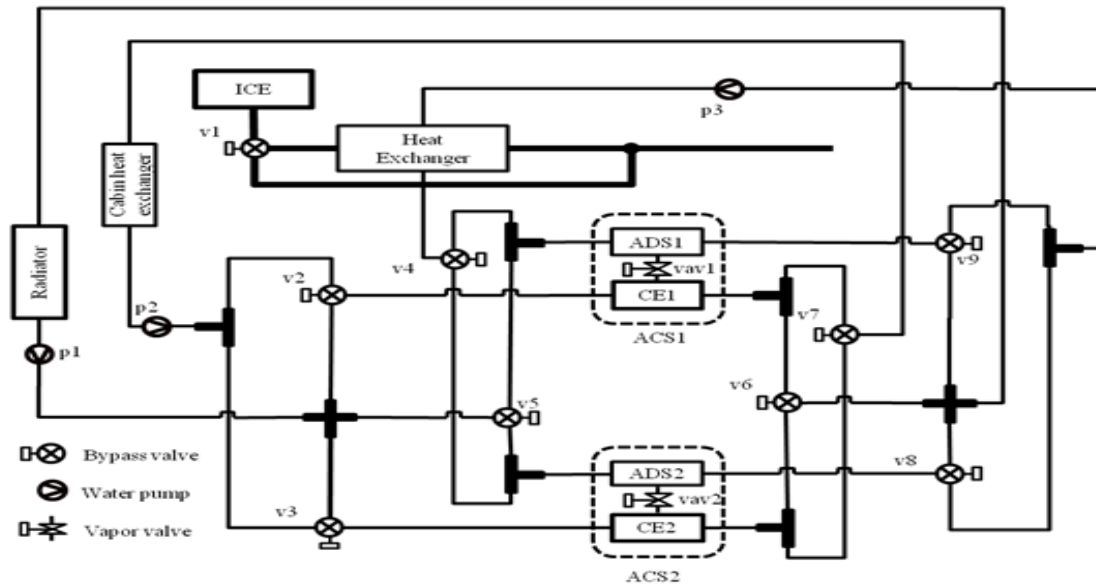 ICE
p3
v1
Heat
Exchanger
Cabin heat
exchanger
Radiator
ADS1
v4
vav1
v9
v2
CE1
p2
v7
ACS1
p1
v6
v5
Bypass valve
ADS2
v8
Water pump
vav2
v3
CE2
Vapor valve
ACS2